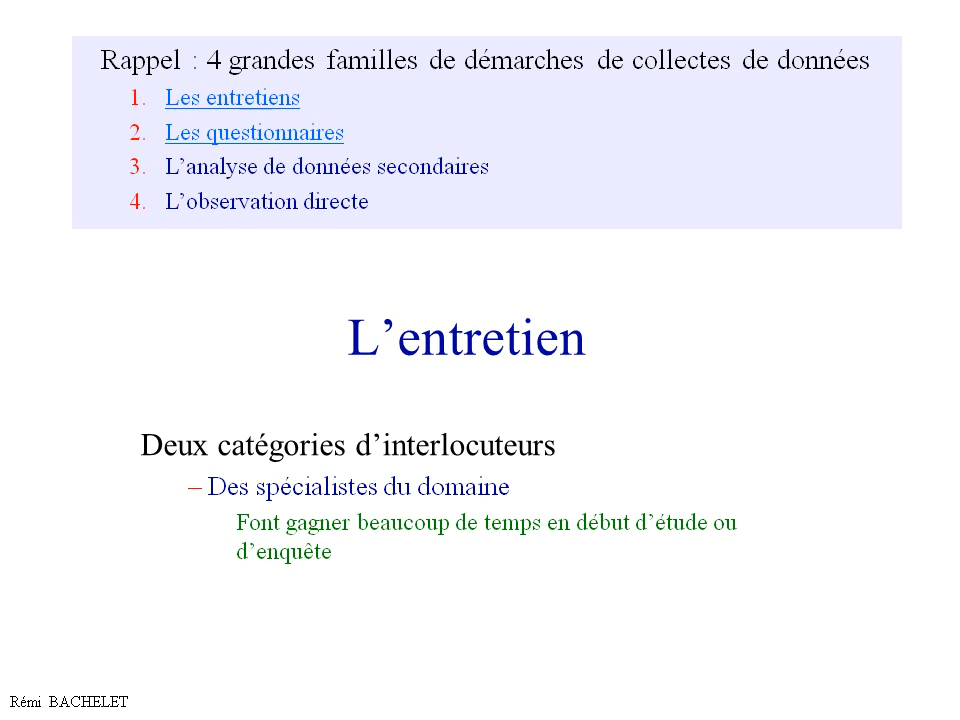 Rappel : 4 grandes familles de démarches de collectes de données
1. Les entretiens
2. Les questionnaires
3. L’analyse de données secondaires
4. L’observation directe
L’entretien
Deux catégories d’interlocuteurs
– Des spécialistes du domaine
Font gagner beaucoup de temps en début d’étude ou
d’enquête
Rémi BACHELET